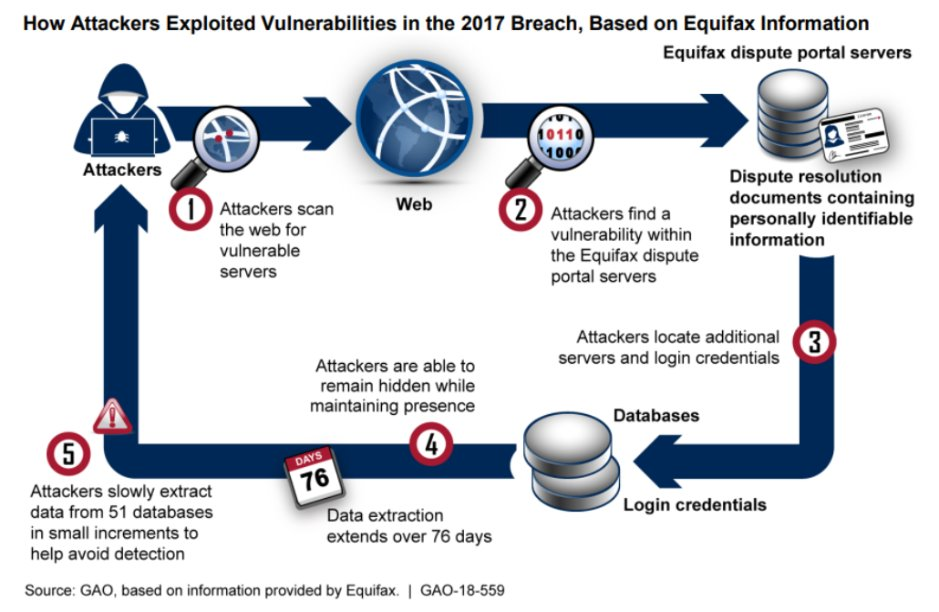 How Attackers Exploited Vulnerabilities in the 2017 Breach, Based on Equifax Information
Equifax dispute portal servers
Attackers
Web
Dispute resolution
documents containing
personally identifiable
information
1
Attackers scan
the web for
vulnerable
servers
10110
1000
2
Attackers find a
vulnerability within
the Equifax dispute
portal servers
3
Attackers locate additional
servers and login credentials
Databases
Login credentials
4
Attackers are able to
remain hidden while
maintaining presence
DAYS
76
Data extraction
extends over 76 days
5
Attackers slowly extract
data from 51 databases
in small increments to
help avoid detection
Source: GAO, based on information provided by Equifax. | GAO-18-559